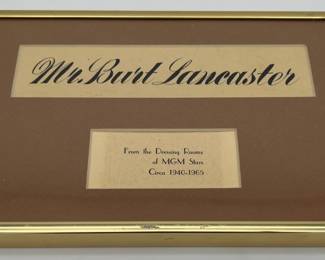 Mr. Burt Lancaster
From the Dressing Rooms
of MGM Stars
Circa 1940-1965